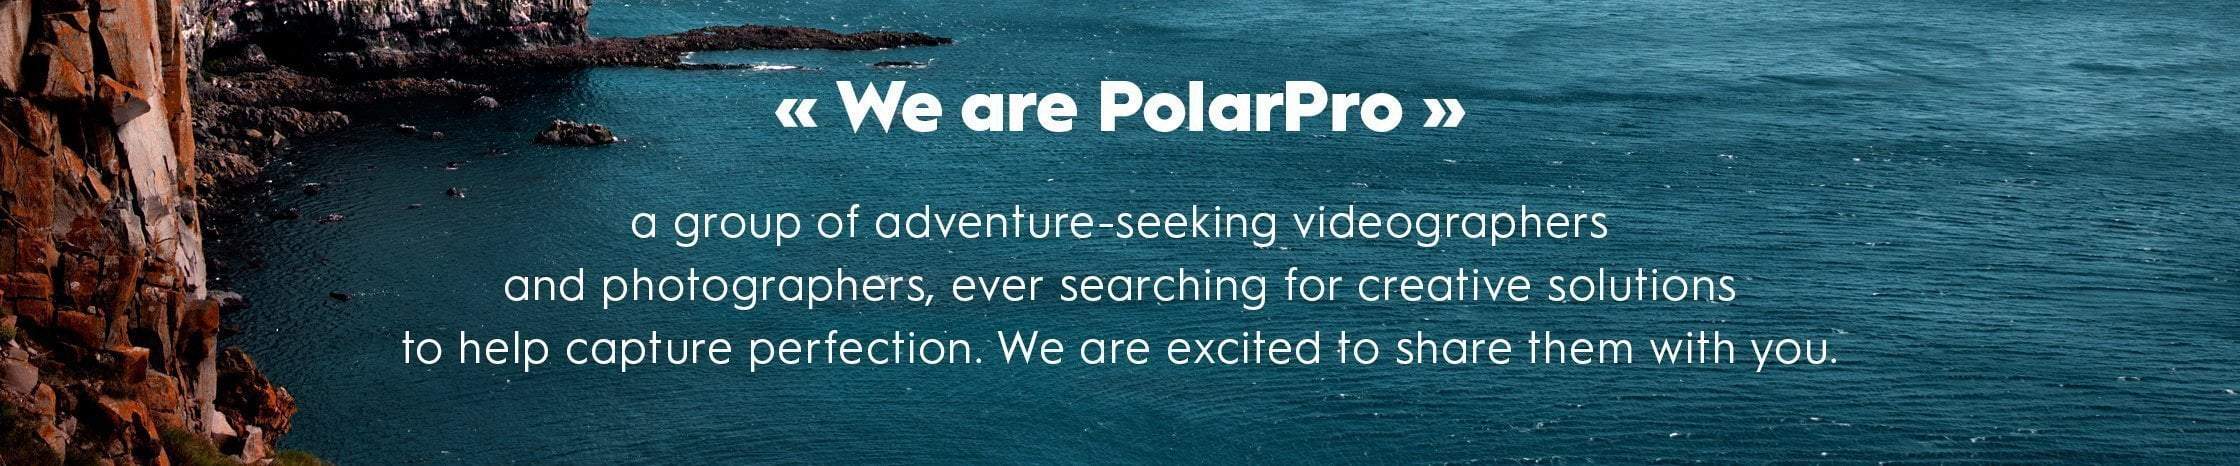 « We are PolarPro »
a group of adventure-seeking videographers
and photographers, ever searching for creative solutions
to help capture perfection. We are excited to share them with you.